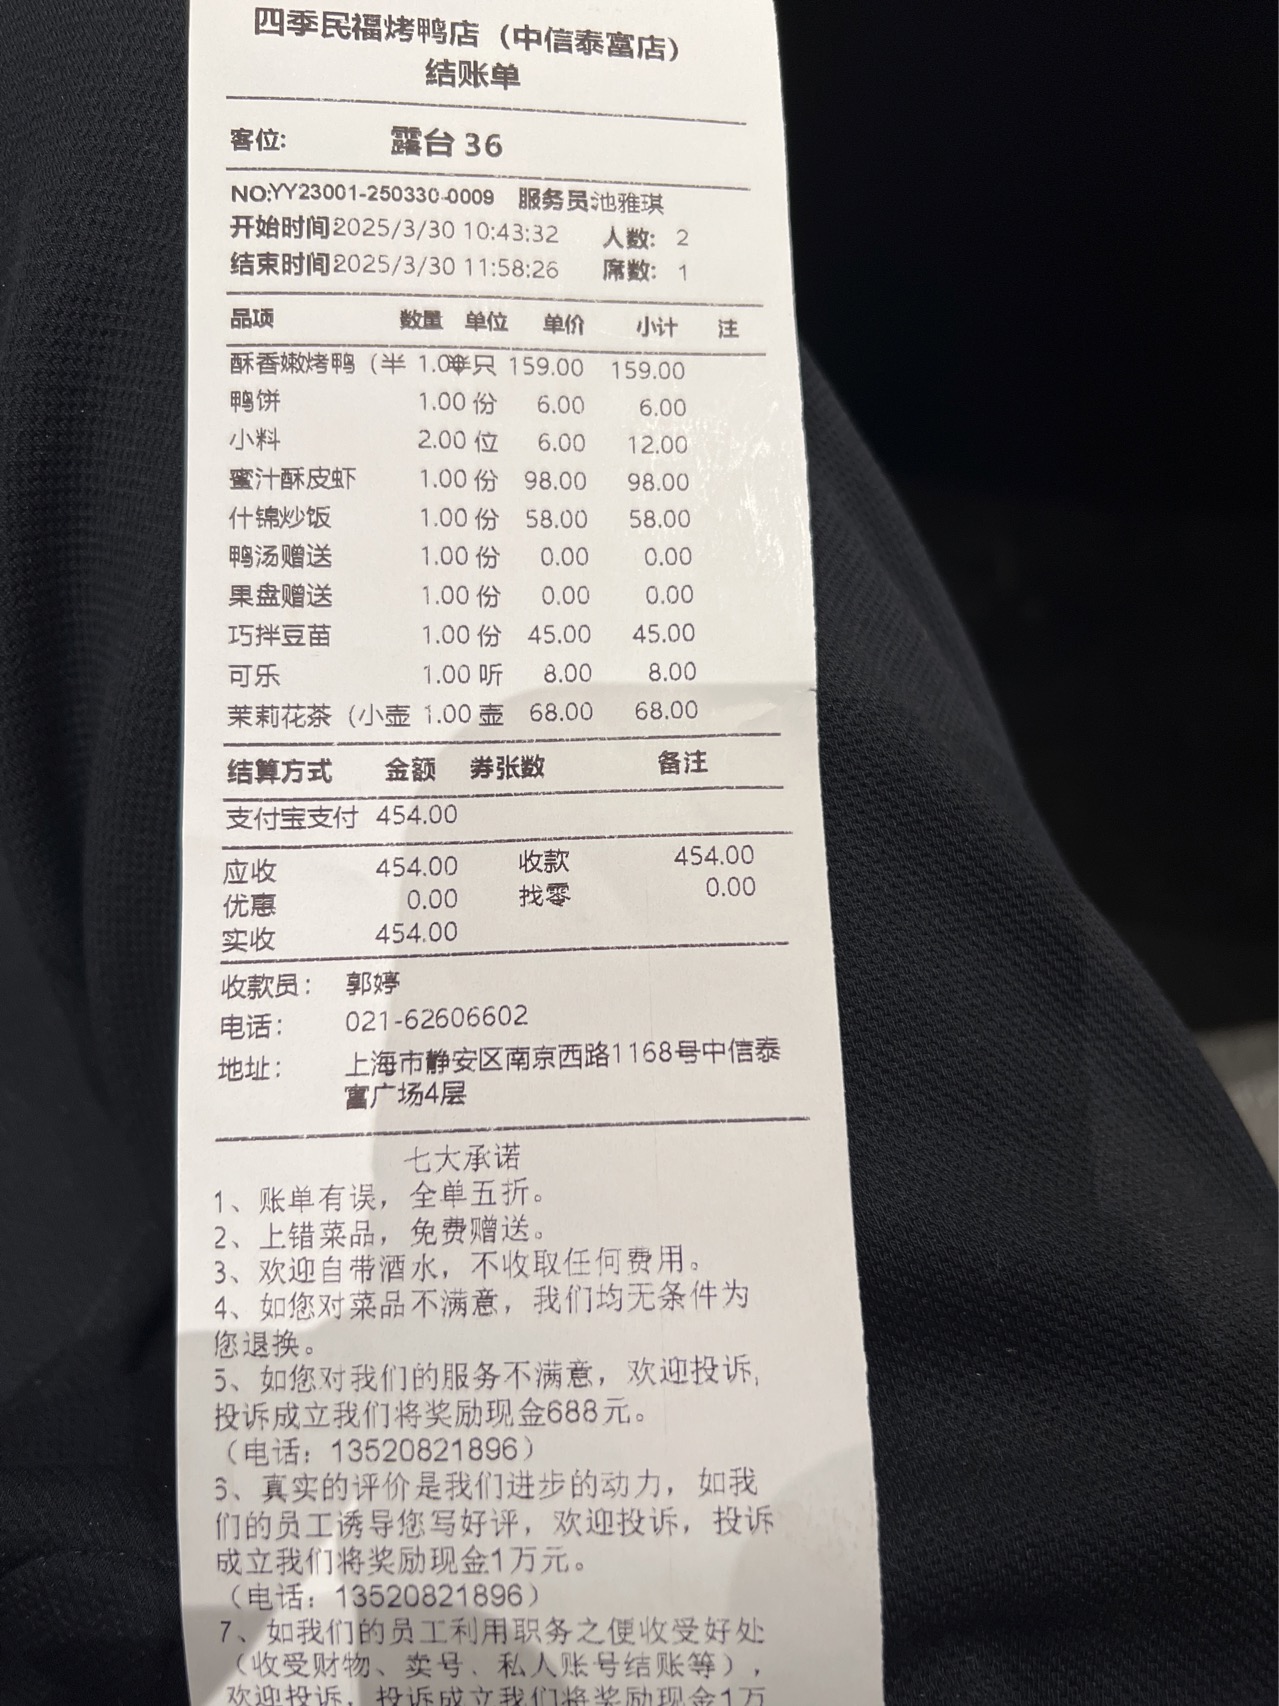 四季民福烤鸭店（中信泰富店）
结账单
客位: 露台 36
NO:YY23001-250330-0009 服务员:池雅琪
开始时间2025/3/30 10:43:32 人数: 2
结束时间2025/3/30 11:58:26 席数: 1
品项 数量 单位 单价 小计 注
酥香嫩烤鸭（半 1.00 半只 159.00 159.00
鸭饼 1.00 份 6.00 6.00
小料 2.00 位 6.00 12.00
蜜汁酥皮虾 1.00 份 98.00 98.00
什锦炒饭 1.00 份 58.00 58.00
鸭汤赠送 1.00 份 0.00 0.00
果盘赠送 1.00 份 0.00 0.00
巧拌豆苗 1.00 份 45.00 45.00
可乐 1.00 听 8.00 8.00
茉莉花茶（小壶 1.00 壶 68.00 68.00
结算方式 金额 券张数 备注
支付宝支付 454.00
应收 454.00 收款 454.00
优惠 0.00 找零 0.00
实收 454.00
收款员： 郭婷
电话： 021-62606602
地址： 上海市静安区南京西路1168号中信泰
富广场4层
七大承诺
1、账单有误，全单五折。
2、上错菜品，免费赠送。
3、欢迎自带酒水，不收取任何费用。
4、如您对菜品不满意，我们均无条件为
您退换。
5、如您对我们的服务不满意，欢迎投诉,
投诉成立我们将奖励现金688元。
（电话：13520821896）
6、真实的评价是我们进步的动力，如我
们的员工诱导您写好评，欢迎投诉，投诉
成立我们将奖励现金1万元。
（电话：13520821896）
7、如我们的员工利用职务之便收受好处
（收受财物、卖号、私人账号结账等），
欢迎投诉，投诉成立我们将奖励现金1万